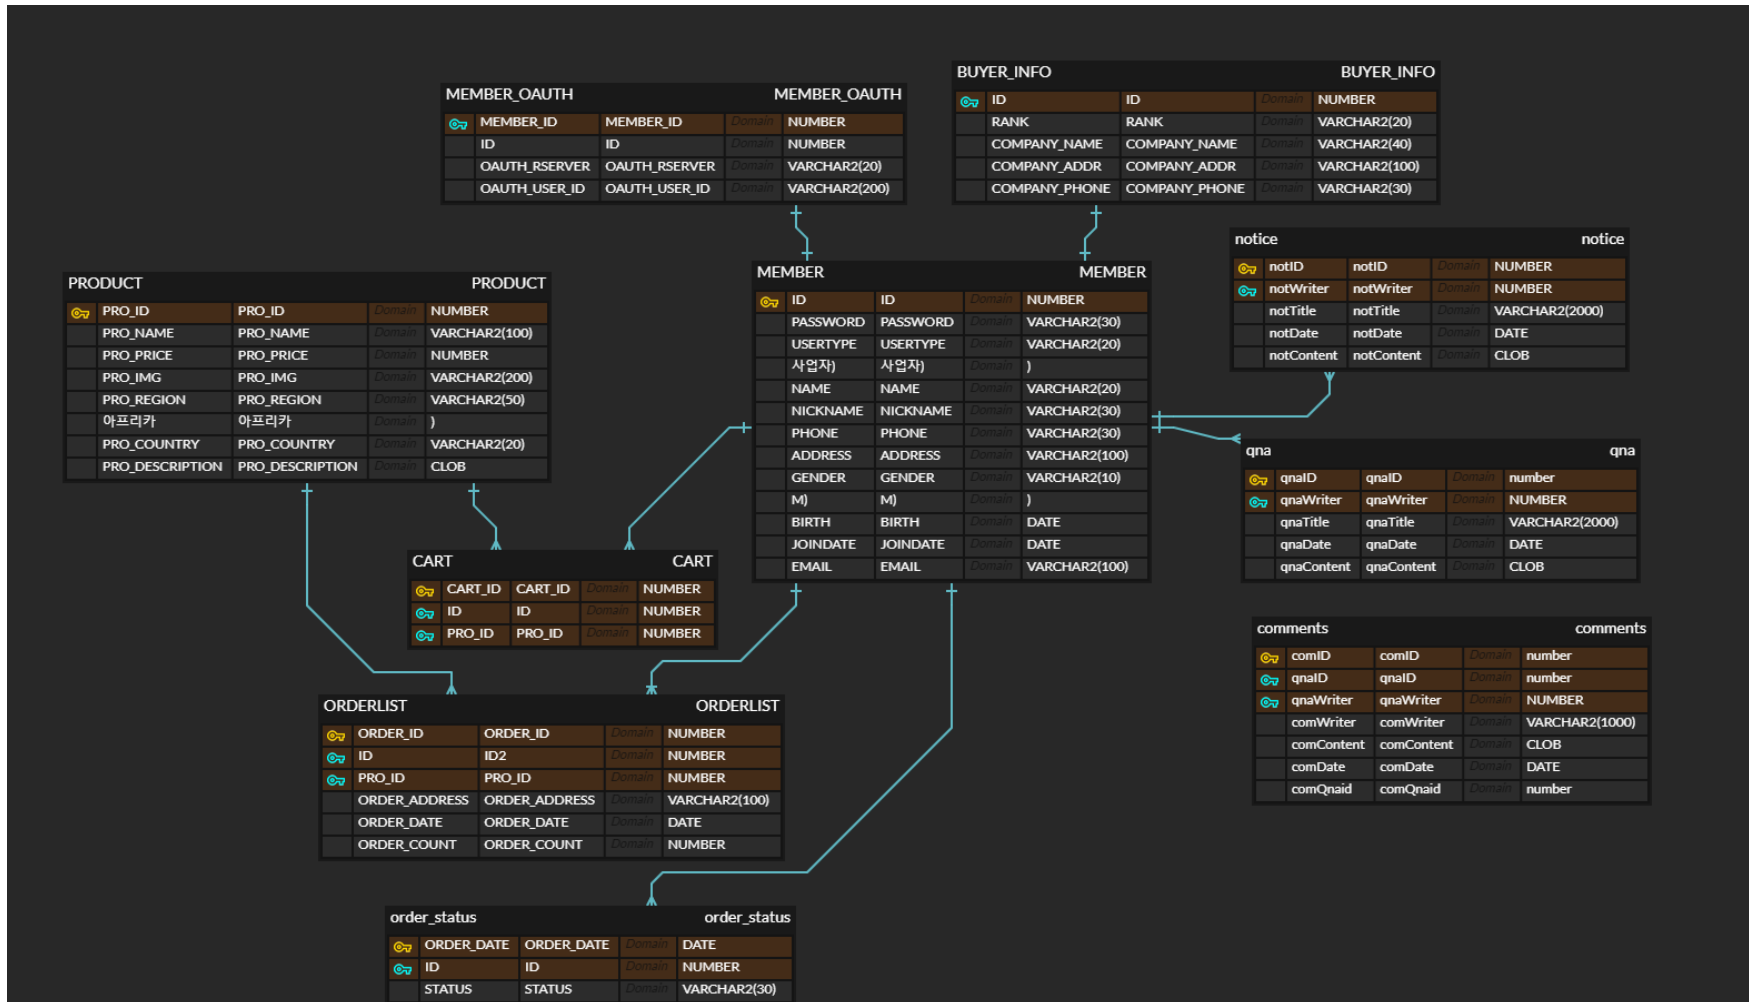 MEMBER_OAUTH MEMBER_OAUTH
MEMBER_ID MEMBER_ID Domain NUMBER
ID ID Domain NUMBER
OAUTH_RSERVER OAUTH_RSERVER Domain VARCHAR2(20)
OAUTH_USER_ID OAUTH_USER_ID Domain VARCHAR2(200)
BUYER_INFO BUYER_INFO
ID ID Domain NUMBER
RANK RANK Domain VARCHAR2(20)
COMPANY_NAME COMPANY_NAME Domain VARCHAR2(40)
COMPANY_ADDR COMPANY_ADDR Domain VARCHAR2(100)
COMPANY_PHONE COMPANY_PHONE Domain VARCHAR2(30)
PRODUCT PRODUCT
PRO_ID PRO_ID Domain NUMBER
PRO_NAME PRO_NAME Domain VARCHAR2(100)
PRO_PRICE PRO_PRICE Domain NUMBER
PRO_IMG PRO_IMG Domain VARCHAR2(200)
PRO_REGION PRO_REGION Domain VARCHAR2(50)
아프리카 아프리카 Domain )
PRO_COUNTRY PRO_COUNTRY Domain VARCHAR2(20)
PRO_DESCRIPTION PRO_DESCRIPTION Domain CLOB
MEMBER MEMBER
ID ID Domain NUMBER
PASSWORD PASSWORD Domain VARCHAR2(30)
USERTYPE USERTYPE Domain VARCHAR2(20)
사업자) 사업자) Domain )
NAME NAME Domain VARCHAR2(20)
NICKNAME NICKNAME Domain VARCHAR2(30)
PHONE PHONE Domain VARCHAR2(30)
ADDRESS ADDRESS Domain VARCHAR2(100)
GENDER GENDER Domain VARCHAR2(10)
M) M) Domain )
BIRTH BIRTH Domain DATE
JOINDATE JOINDATE Domain DATE
EMAIL EMAIL Domain VARCHAR2(100)
notice notice
notID notID Domain NUMBER
notWriter notWriter Domain NUMBER
notTitle notTitle Domain VARCHAR2(2000)
notDate notDate Domain DATE
notContent notContent Domain CLOB
qna qna
qnaID qnaID Domain number
qnaWriter qnaWriter Domain NUMBER
qnaTitle qnaTitle Domain VARCHAR2(2000)
qnaDate qnaDate Domain DATE
qnaContent qnaContent Domain CLOB
CART CART
CART_ID CART_ID Domain NUMBER
ID ID Domain NUMBER
PRO_ID PRO_ID Domain NUMBER
comments comments
comID comID Domain number
qnaID qnaID Domain number
qnaWriter qnaWriter Domain NUMBER
comWriter comWriter Domain VARCHAR2(1000)
comContent comContent Domain CLOB
comDate comDate Domain DATE
comQnaid comQnaid Domain number
ORDERLIST ORDERLIST
ORDER_ID ORDER_ID Domain NUMBER
ID ID2 Domain NUMBER
PRO_ID PRO_ID Domain NUMBER
ORDER_ADDRESS ORDER_ADDRESS Domain VARCHAR2(100)
ORDER_DATE ORDER_DATE Domain DATE
ORDER_COUNT ORDER_COUNT Domain NUMBER
order_status order_status
ORDER_DATE ORDER_DATE Domain DATE
ID ID Domain NUMBER
STATUS STATUS Domain VARCHAR2(30)